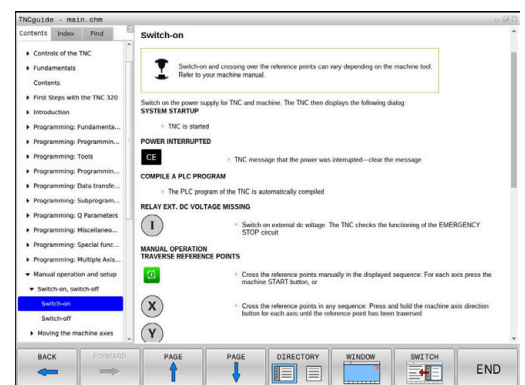 TNCguide - main.chm
Contents Index Find
Controls of the TNC
Fundamentals
Contents
First Steps with the TNC 320
Introduction
Programming: Fundamenta...
Programming: Programmin...
Programming: Tools
Programming: Programmin...
Programming: Data transfe...
Programming: Subprogram...
Programming: Q Parameters
Programming: Miscellaneo...
Programming: Special func...
Programming: Multiple Axis...
Manual operation and setup
Switch-on, switch-off
Switch-on
Switch-off
Moving the machine axes
Switch-on
Switch-on and crossing over the reference points can vary depending on the machine tool.
Refer to your machine manual.
Switch on the power supply for TNC and machine. The TNC then displays the following dialog:
SYSTEM STARTUP
TNC is started
POWER INTERRUPTED
CE
TNC message that the power was interrupted—clear the message
COMPILE A PLC PROGRAM
The PLC program of the TNC is automatically compiled
RELAY EXT. DC VOLTAGE MISSING
I
Switch on external dc voltage. The TNC checks the functioning of the EMERGENCY
STOP circuit
MANUAL OPERATION
TRAVERSE REFERENCE POINTS
Cross the reference points manually in the displayed sequence: For each axis press the
machine START button, or
X
Cross the reference points in any sequence: Press and hold the machine axis direction
button for each axis until the reference point has been traversed
Y
BACK FORWARD PAGE PAGE DIRECTORY WINDOW SWITCH END